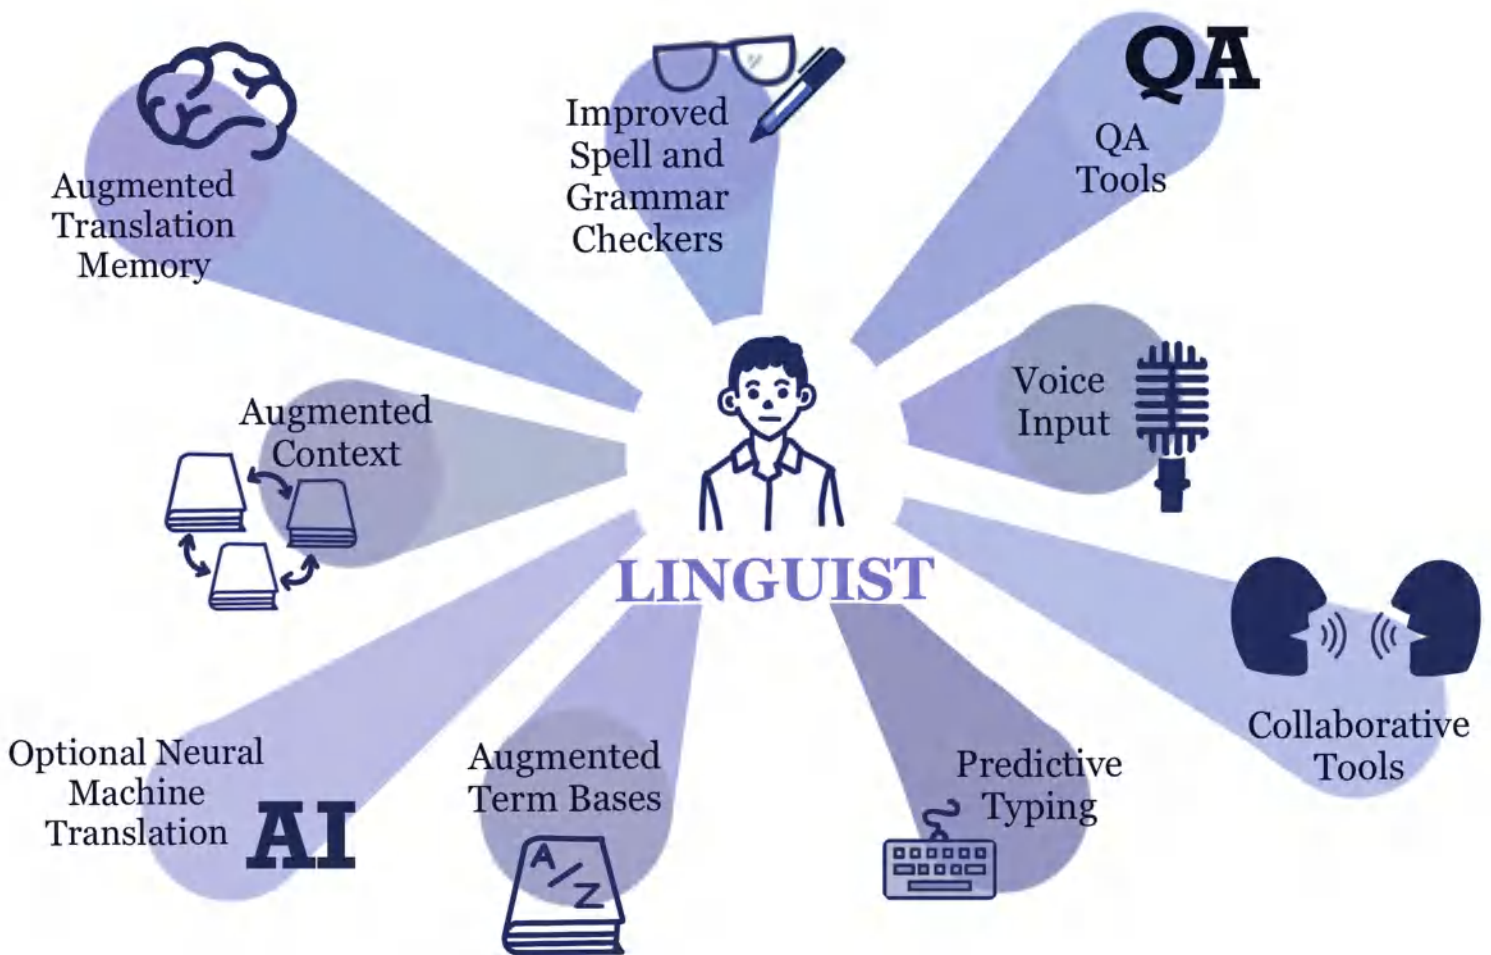 Augmented
Translation
Memory
Improved
Spell and
Grammar
Checkers
QA
QA
Tools
Voice
Input
Augmented
Context
LINGUIST
Collaborative
Tools
Optional Neural
Machine
Translation
AI
Augmented
Term Bases
A/Z
Predictive
Typing